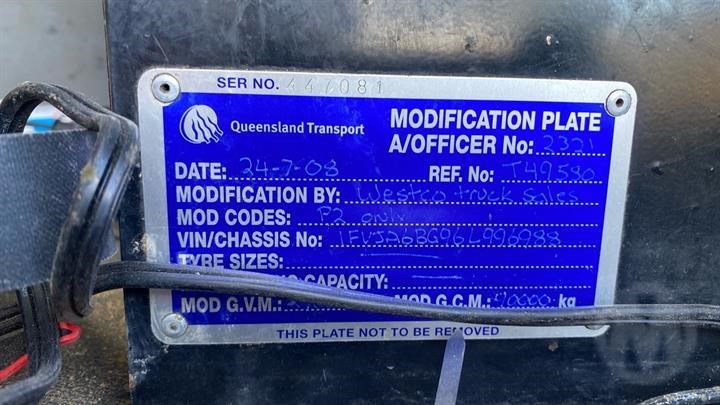 SER NO. 447081
Queensland Transport
MODIFICATION PLATE
A/OFFICER No: 2321
DATE: 24-7-08
REF. No: T49580
MODIFICATION BY: Westco truck sales
MOD CODES: P2 only
VIN/CHASSIS No: 1FVJA6BG96L996988
TYRE SIZES:
CAPACITY:
MOD G.V.M.:
MOD G.C.M.: 90000 kg
THIS PLATE NOT TO BE REMOVED